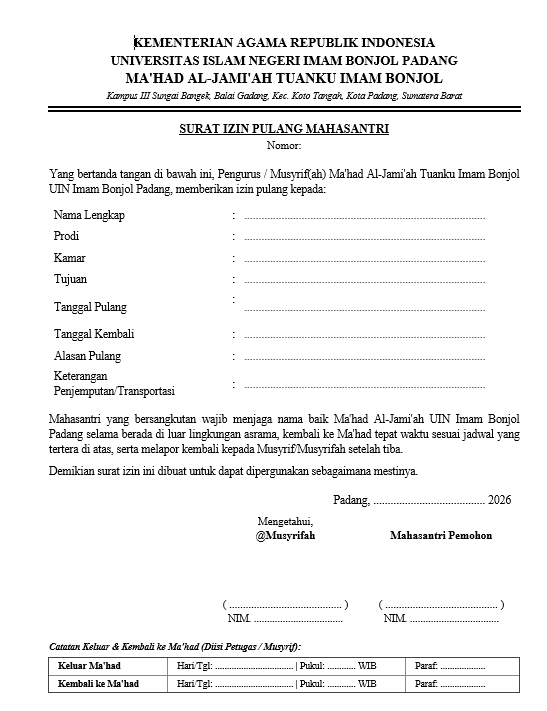 KEMENTERIAN AGAMA REPUBLIK INDONESIA
UNIVERSITAS ISLAM NEGERI IMAM BONJOL PADANG
MA'HAD AL-JAMI'AH TUANKU IMAM BONJOL
Kampus III Sungai Bangek, Balai Gadang, Kec. Koto Tangah, Kota Padang, Sumatera Barat
SURAT IZIN PULANG MAHASANTRI
Nomor:
Yang bertanda tangan di bawah ini, Pengurus / Musyrif(ah) Ma'had Al-Jami'ah Tuanku Imam Bonjol
UIN Imam Bonjol Padang, memberikan izin pulang kepada:
Nama Lengkap : ................................................................................
Prodi : ................................................................................
Kamar : ................................................................................
Tujuan : ................................................................................
Tanggal Pulang : ................................................................................
Tanggal Kembali : ................................................................................
Alasan Pulang : ................................................................................
Keterangan
Penjemputan/Transportasi : ................................................................................
Mahasantri yang bersangkutan wajib menjaga nama baik Ma'had Al-Jami'ah UIN Imam Bonjol
Padang selama berada di luar lingkungan asrama, kembali ke Ma'had tepat waktu sesuai jadwal yang
tertera di atas, serta melapor kembali kepada Musyrif/Musyrifah setelah tiba.
Demikian surat izin ini dibuat untuk dapat dipergunakan sebagaimana mestinya.
Padang, ......................................... 2026
Mengetahui,
@Musyrifah Mahasantri Pemohon
( ......................................... ) ( ......................................... )
NIM. ................................ NIM. ................................
Catatan Keluar & Kembali ke Ma'had (Diisi Petugas / Musyrif):
Keluar Ma'had Hari/Tgl: ............................ | Pukul: ........... WIB Paraf: .................
Kembali ke Ma'had Hari/Tgl: ............................ | Pukul: ........... WIB Paraf: .................